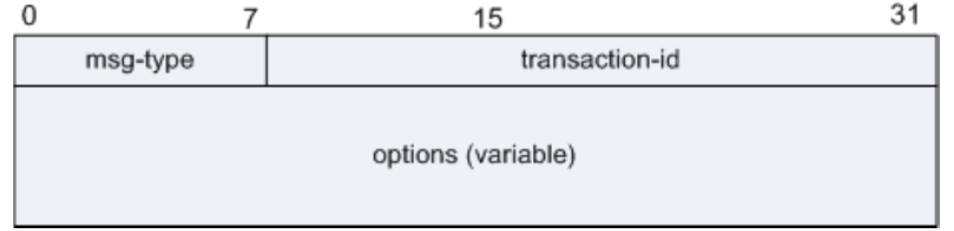 0 7 15 31
msg-type transaction-id
options (variable)